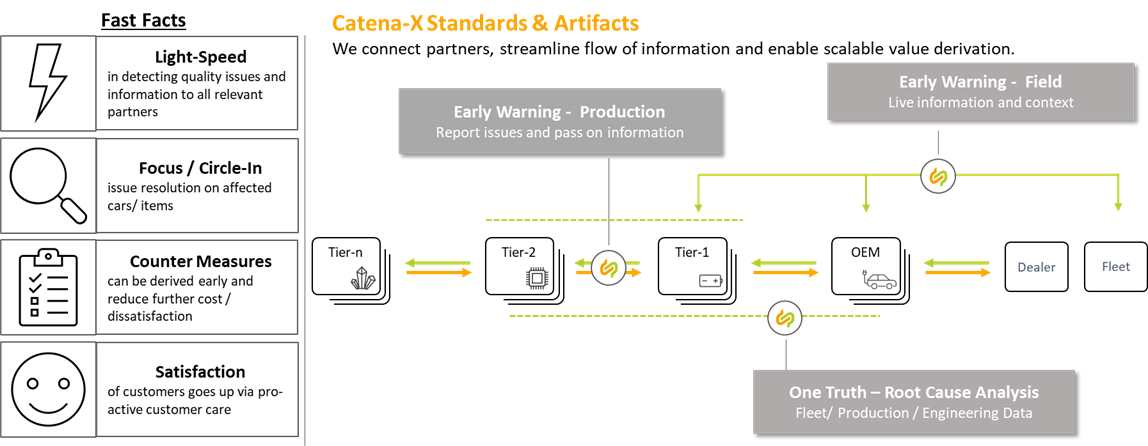 Fast Facts
Light-Speed
in detecting quality issues and
information to all relevant
partners
Focus / Circle-In
issue resolution on affected
cars/ items
Counter Measures
can be derived early and
reduce further cost /
dissatisfaction
Satisfaction
of customers goes up via pro-
active customer care
Catena-X Standards & Artifacts
We connect partners, streamline flow of information and enable scalable value derivation.
Early Warning - Production
Report issues and pass on information
Early Warning - Field
Live information and context
Tier-n
Tier-2
Tier-1
OEM
Dealer
Fleet
One Truth – Root Cause Analysis
Fleet/ Production / Engineering Data